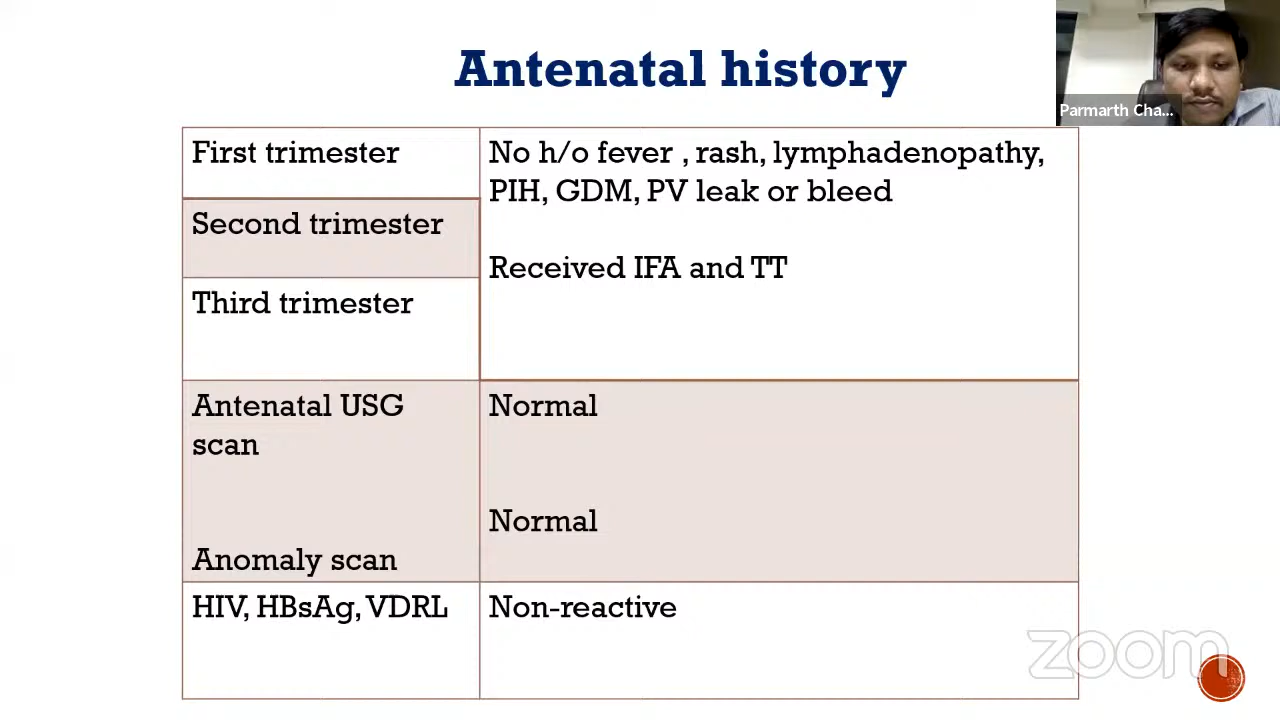 Antenatal history
Parmarth Cha...
First trimester
No h/o fever , rash, lymphadenopathy,
PIH, GDM, PV leak or bleed
Second trimester
Received IFA and TT
Third trimester
Antenatal USG
scan
Normal
Normal
Anomaly scan
HIV, HBsAg, VDRL
Non-reactive
zoom